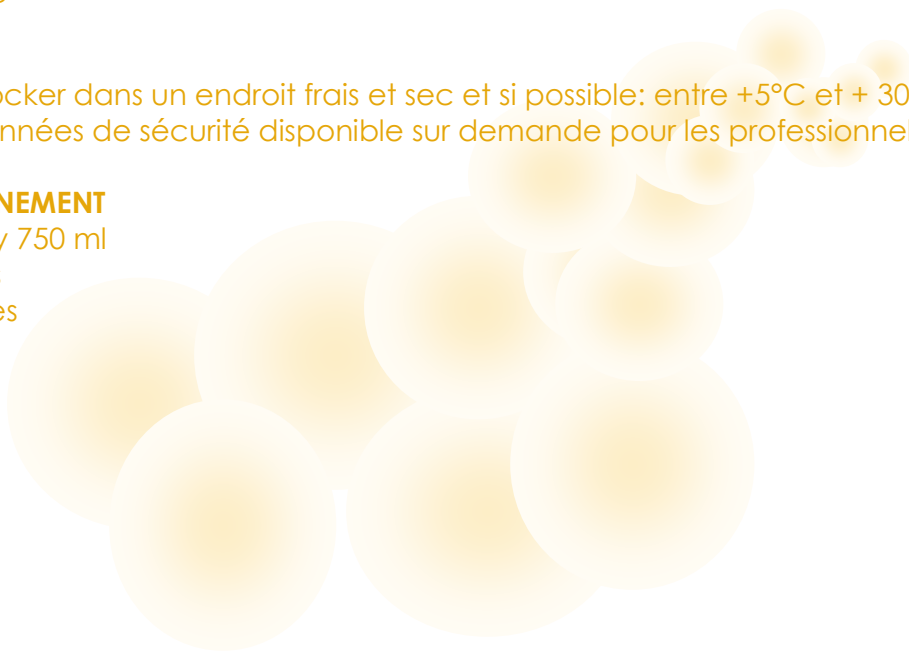 ocker dans un endroit frais et sec et si possible: entre +5°C et + 30
nnées de sécurité disponible sur demande pour les professionnel
NEMENT
y 750 ml
es